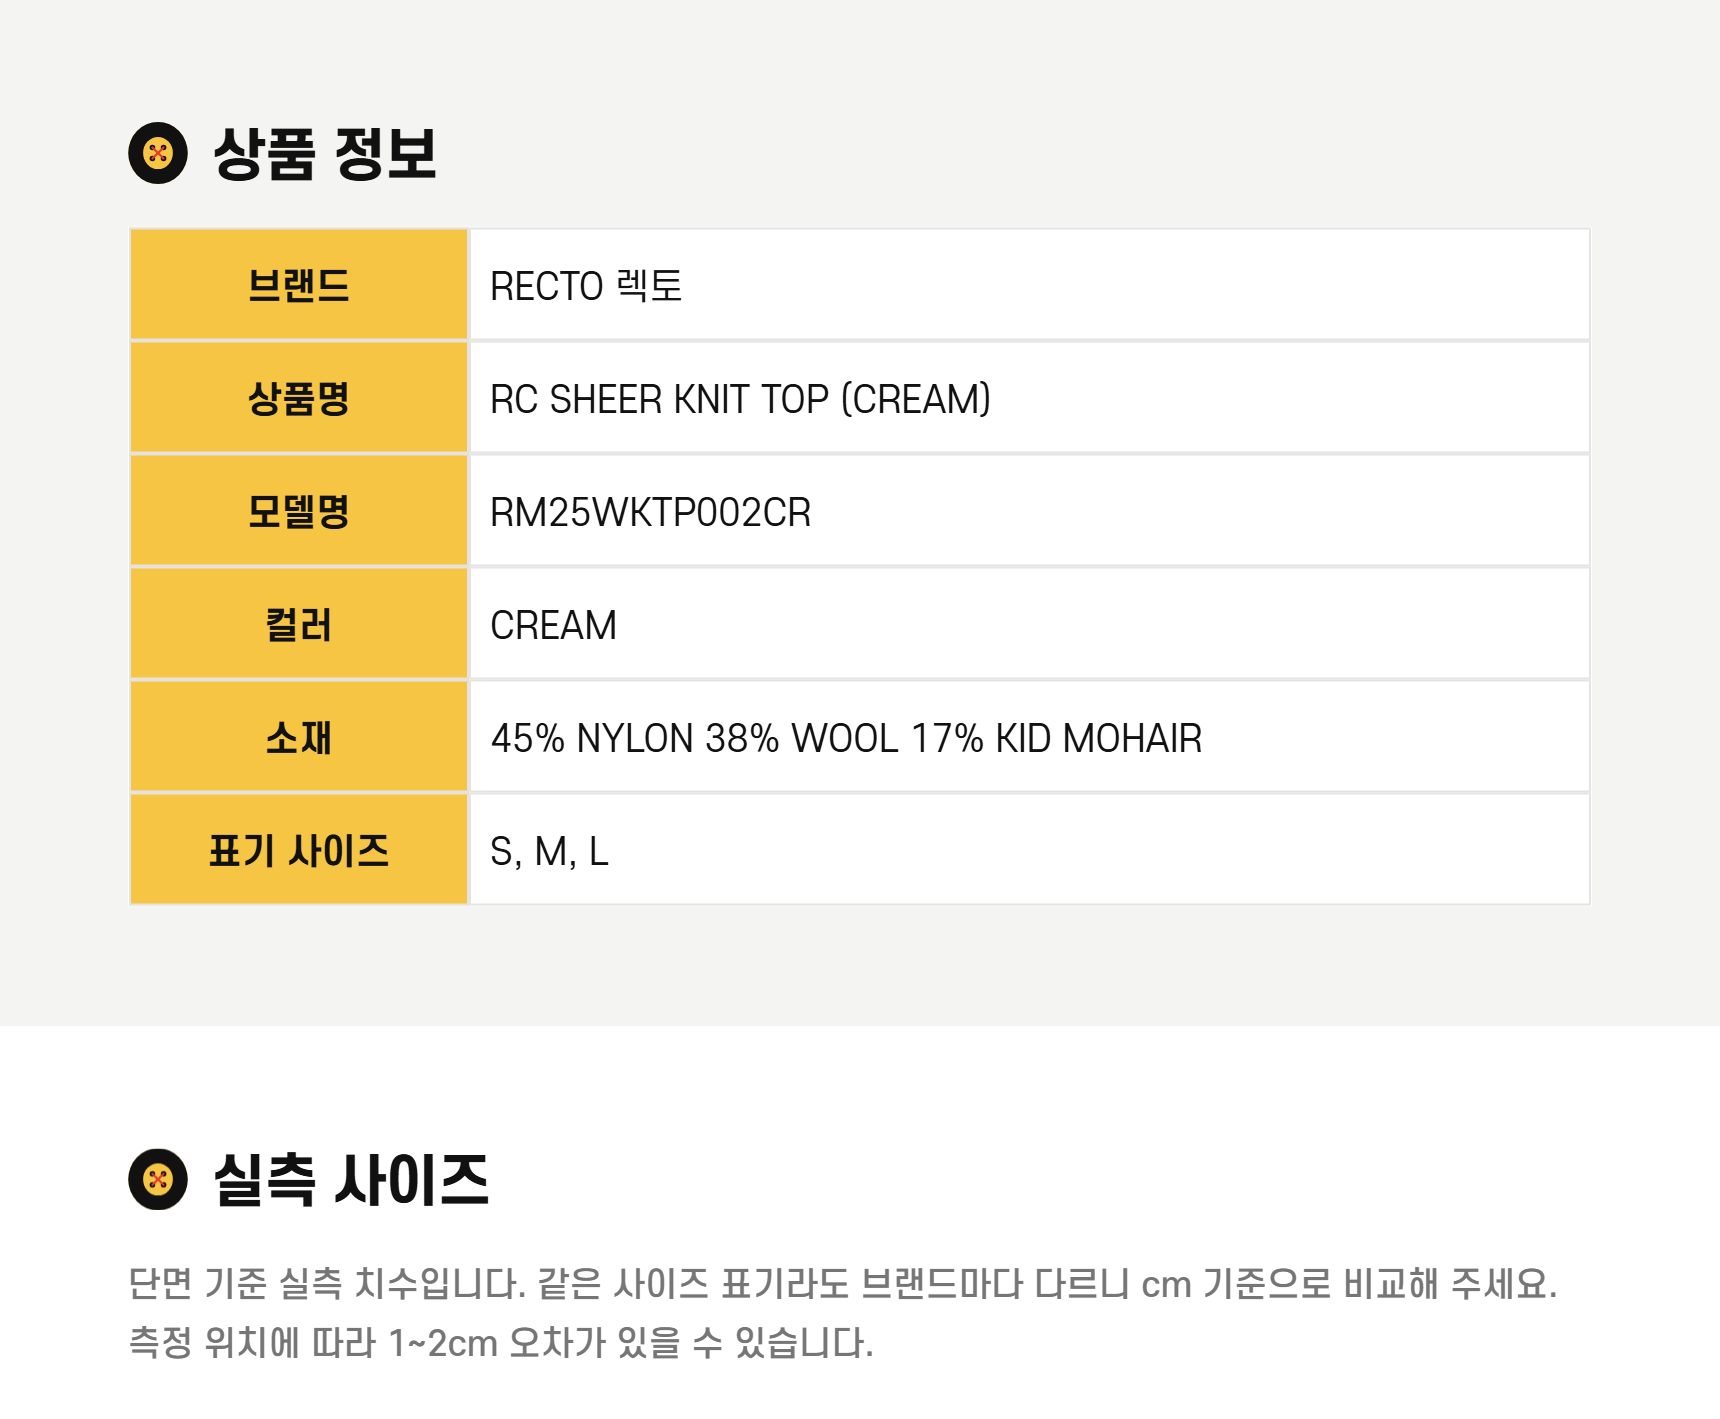 상품 정보
브랜드 RECTO 렉토
상품명 RC SHEER KNIT TOP (CREAM)
모델명 RM25WKTP002CR
컬러 CREAM
소재 45% NYLON 38% WOOL 17% KID MOHAIR
표기 사이즈 S, M, L
실측 사이즈
단면 기준 실측 치수입니다. 같은 사이즈 표기라도 브랜드마다 다르니 cm 기준으로 비교해 주세요.
측정 위치에 따라 1~2cm 오차가 있을 수 있습니다.